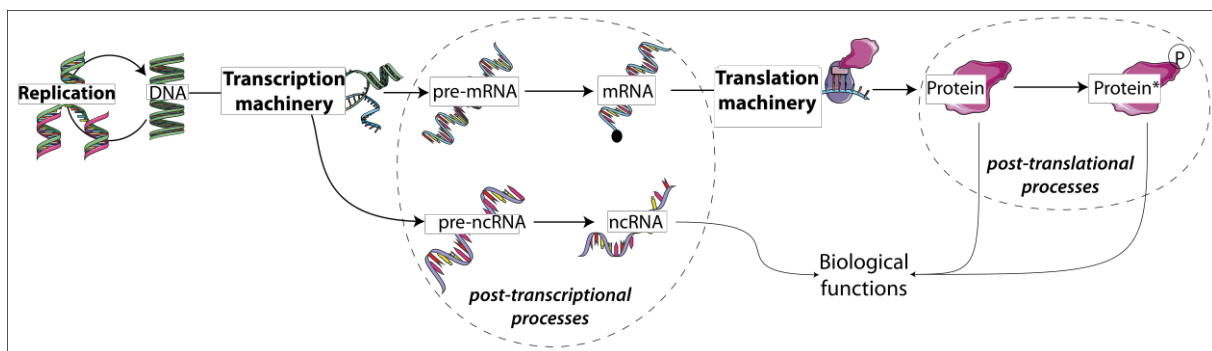 Replication
DNA
Transcription
machinery
pre-mRNA
mRNA
Translation
machinery
Protein
Protein*
P
post-translational
processes
pre-ncRNA
ncRNA
Biological
functions
post-transcriptional
processes